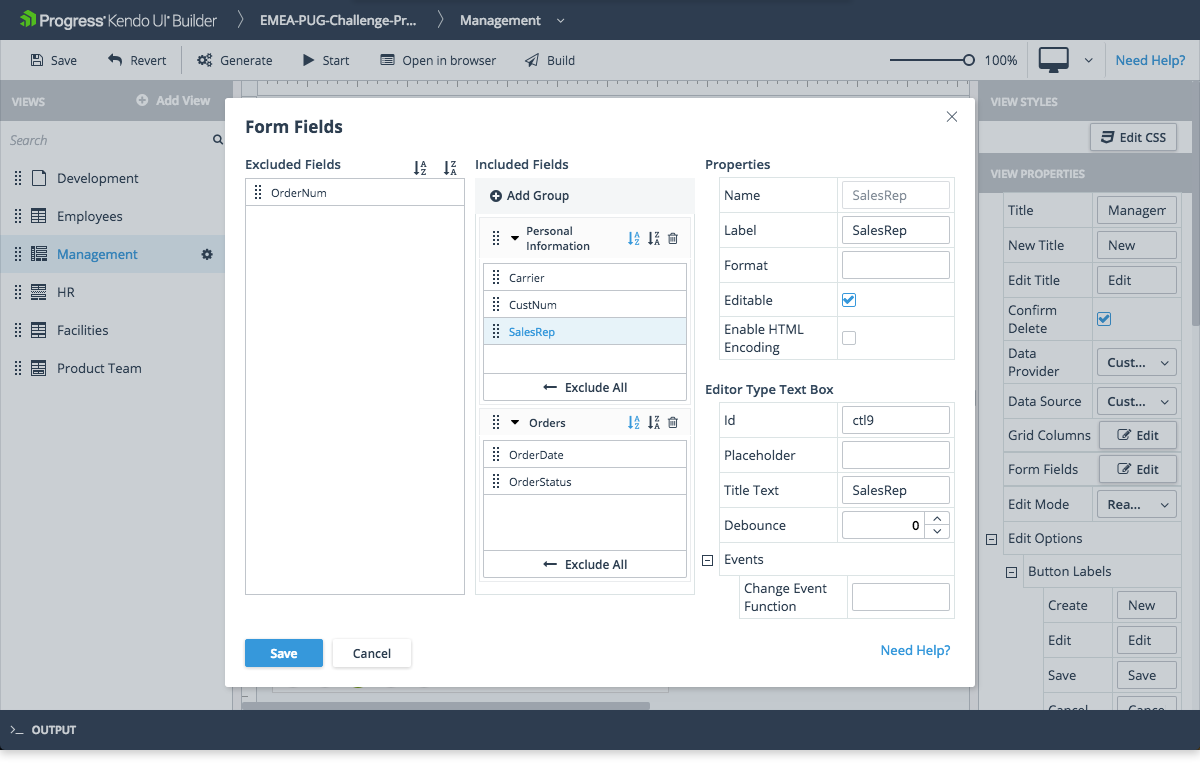 Progress® Kendo UI® Builder
EMEA-PUG-Challenge-Pr...
Management
Save
Revert
Generate
Start
Open in browser
Build
100%
Need Help?
VIEWS
Add View
Search
Development
Employees
Management
HR
Facilities
Product Team
Form Fields
Excluded Fields
OrderNum
Included Fields
Add Group
Personal
Information
Carrier
CustNum
SalesRep
Exclude All
Orders
OrderDate
OrderStatus
Exclude All
Properties
Name
SalesRep
Label
SalesRep
Format
Editable
Enable HTML
Encoding
Editor Type Text Box
Id
ctl9
Placeholder
Title Text
SalesRep
Debounce
0
Events
Change Event
Function
Save
Cancel
Need Help?
VIEW STYLES
Edit CSS
VIEW PROPERTIES
Title
Managem
New Title
New
Edit Title
Edit
Confirm
Delete
Data
Provider
Cust...
Data Source
Cust...
Grid Columns
Edit
Form Fields
Edit
Edit Mode
Rea...
Edit Options
Button Labels
Create
New
Edit
Edit
Save
Save
Cancel
Cance
>_ OUTPUT